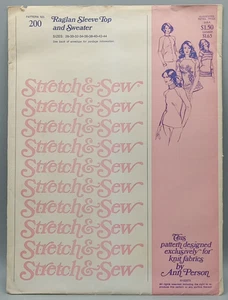 PATTERN NO.
200
Raglan Sleeve Top
and Sweater
Stretch & Sew
Stretch & Sew
Stretch & Sew
Stretch & Sew
Stretch & Sew
Stretch & Sew
Stretch & Sew
Stretch & Sew
Stretch & Sew
Stretch & Sew
$1.50
This
pattern designed
exclusively for
knit fabrics
by
Ann Person